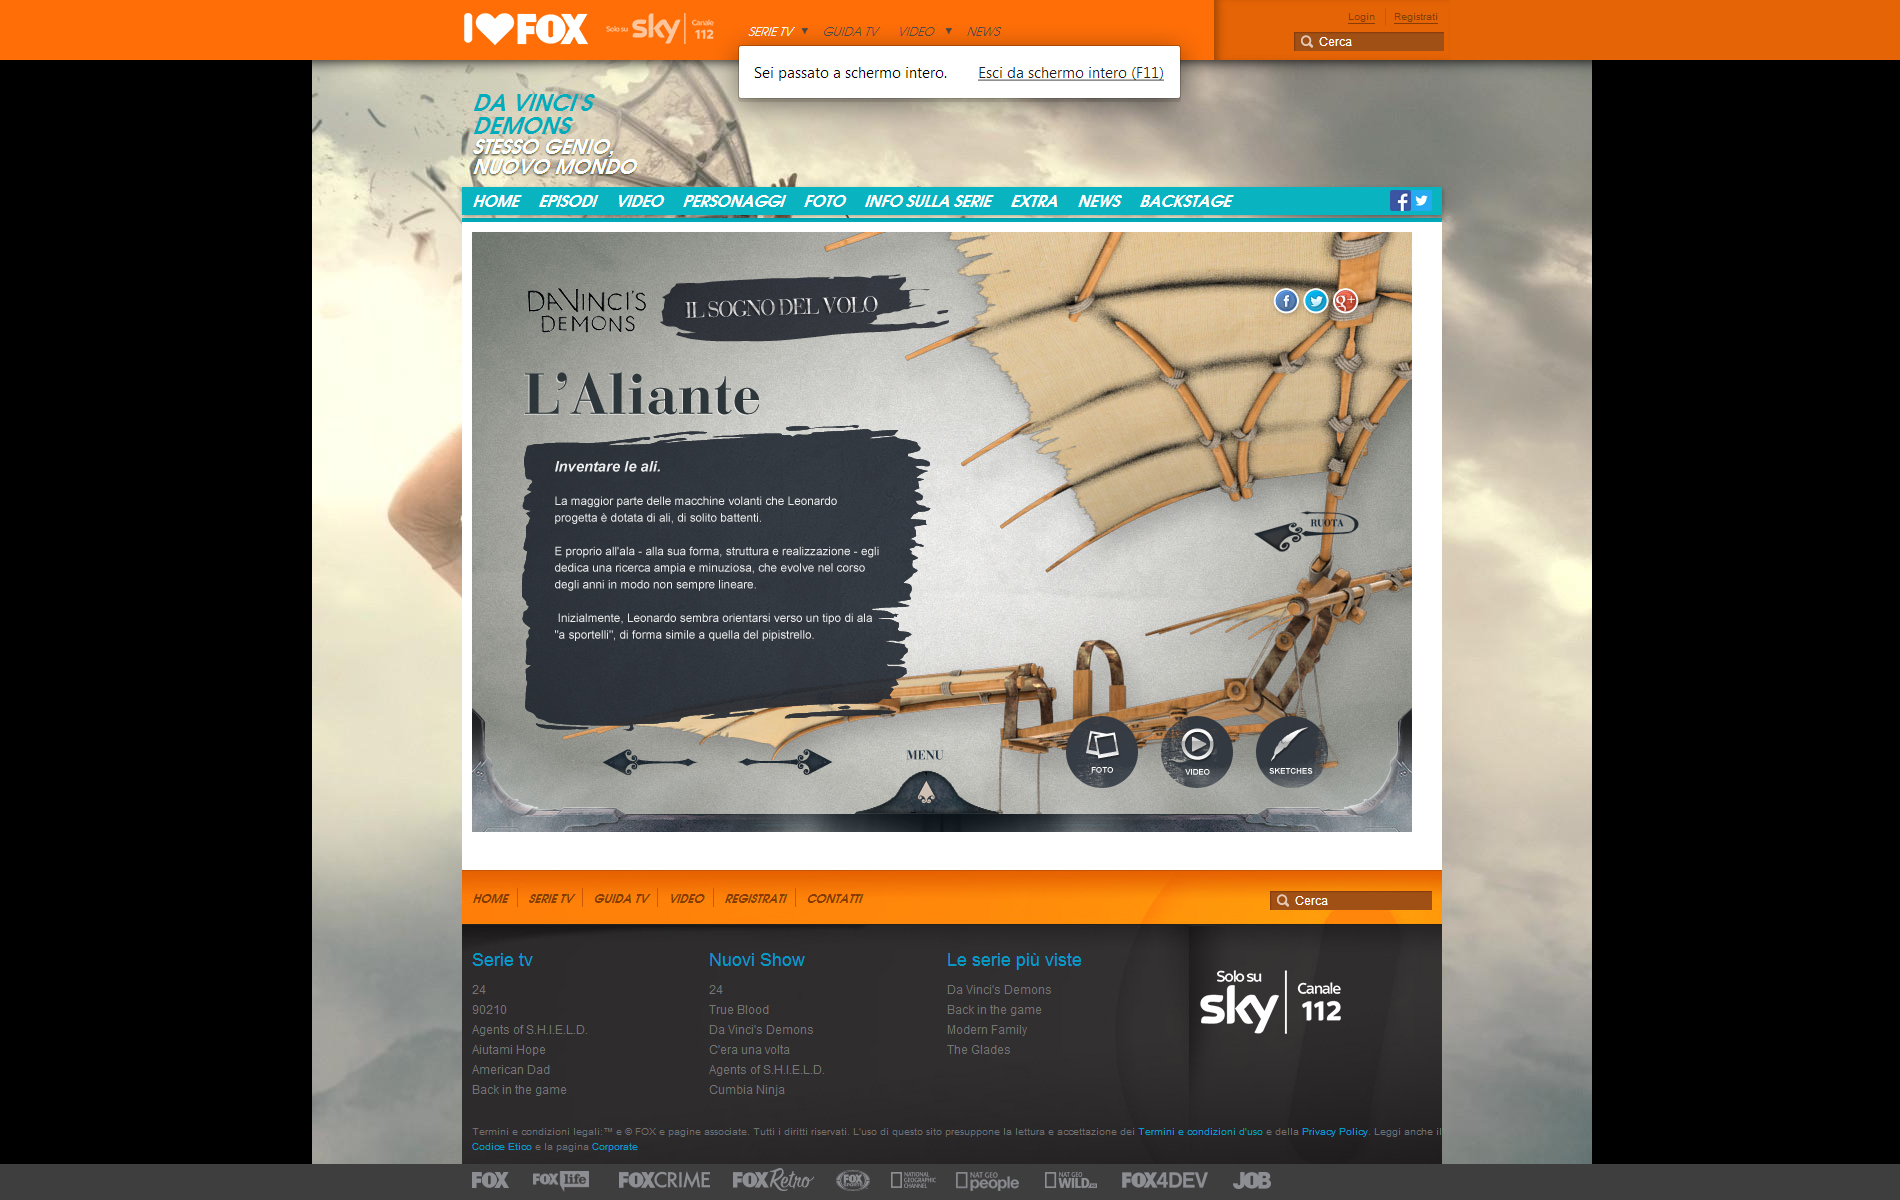 I FOX
Solo su sky Canale 112
SERIE TV GUIDA TV VIDEO NEWS
Login Registrati
Cerca
Sei passato a schermo intero. Esci da schermo intero (F11)
DA VINCI'S
DEMONS
STESSO GENIO,
NUOVO MONDO
HOME EPISODI VIDEO PERSONAGGI FOTO INFO SULLA SERIE EXTRA NEWS BACKSTAGE
DAVINCI'S
DEMONS
IL SOGNO DEL VOLO
L'Aliante
Inventare le ali.
La maggior parte delle macchine volanti che Leonardo
progetta è dotata di ali, di solito battenti.
E proprio all'ala - alla sua forma, struttura e realizzazione - egli
dedica una ricerca ampia e minuziosa, che evolve nel corso
degli anni in modo non sempre lineare.
Inizialmente, Leonardo sembra orientarsi verso un tipo di ala
"a sportelli", di forma simile a quella del pipistrello.
RUOTA
MENU
FOTO
VIDEO
SKETCHES
HOME SERIE TV GUIDA TV VIDEO REGISTRATI CONTATTI
Cerca
Serie tv
24
90210
Agents of S.H.I.E.L.D.
Aiutami Hope
American Dad
Back in the game
Nuovi Show
24
True Blood
Da Vinci's Demons
C'era una volta
Agents of S.H.I.E.L.D.
Cumbia Ninja
Le serie più viste
Da Vinci's Demons
Back in the game
Modern Family
The Glades
Solo su
sky
Canale
112
Termini e condizioni legali:™ e © FOX e pagine associate. Tutti i diritti riservati. L'uso di questo sito presuppone la lettura e accettazione dei Termini e condizioni d'uso e della Privacy Policy. Leggi anche il
Codice Etico e la pagina Corporate
FOX FOX life FOXCRIME FOXRetro FOX SPORTS NATIONAL GEOGRAPHIC CHANNEL NAT GEO people NAT GEO WILD HD FOX4DEV JOB